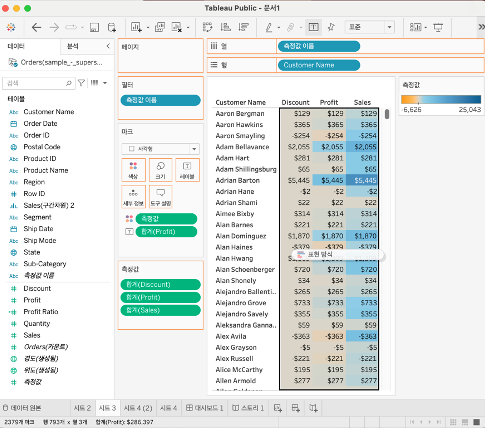 Tableau Public - 문서1
표준
데이터 분석
Orders(sample_-_supers...
검색
테이블
Abc Customer Name
Order Date
Abc Order ID
Postal Code
Abc Product ID
Abc Product Name
Abc Region
# Row ID
Sales(구간차원) 2
Abc Segment
Ship Date
Abc Ship Mode
State
Abc Sub-Category
Abc 측정값 이름
# Discount
# Profit
# Profit Ratio
# Quantity
# Sales
# Orders(카운트)
경도(생성됨)
위도(생성됨)
# 측정값
페이지
필터
측정값 이름
마크
사각형
색상 크기 레이블
세부 정보 도구 설명
측정값
합계(Profit)
측정값
합계(Discount)
합계(Profit)
합계(Sales)
열 측정값 이름
행 Customer Name
Customer Name Discount Profit Sales
Aaron Bergman $129 $129 $129
Aaron Hawkins $365 $365 $365
Aaron Smayling -$254 -$254 -$254
Adam Bellavance $2,055 $2,055 $2,055
Adam Hart $281 $281 $281
Adam Shillingsburg $65 $65 $65
Adrian Barton $5,445 $5,445 $5,445
Adrian Hane -$2 -$2 -$2
Adrian Shami $22 $22 $22
Aimee Bixby $314 $314 $314
Alan Barnes $221 $221 $221
Alan Dominguez $1,870 $1,870 $1,870
Alan Haines -$379 -$379
Alan Hwang
표현 방식
Alan Schoenberger $720 $720 $720
Alan Shonely $34 $34 $34
Alejandro Ballenti.. $265 $265 $265
Alejandro Grove $733 $733 $733
Alejandro Savely $355 $355 $355
Aleksandra Ganna.. $59 $59 $59
Alex Avila -$363 -$363 -$363
Alex Grayson -$5 -$5 -$5
Alex Russell -$221 -$221 -$221
Alice McCarthy $195 $195 $195
Allen Armold $277 $277 $277
측정값
-6,626 25,043
데이터 원본 시트 2 시트 3 시트 4 (2) 시트 4 대시보드 1 스토리 1
2379개 마크 행 793개 x 열 3개 합계(Profit): $286,397